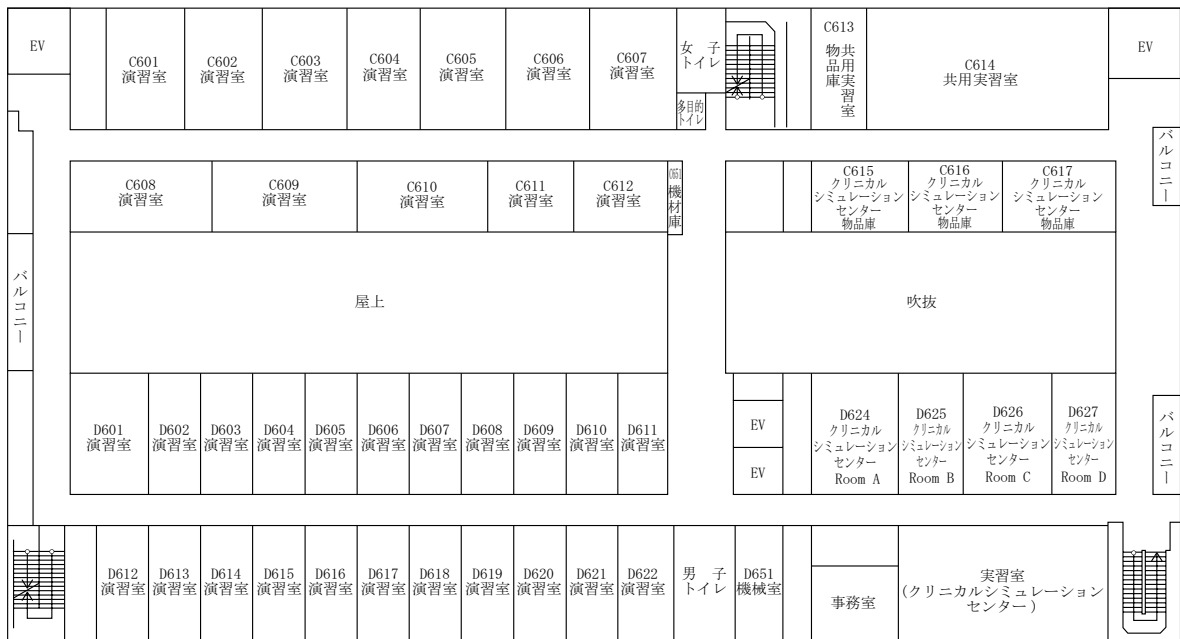 EV
C601
演習室
C602
演習室
C603
演習室
C604
演習室
C605
演習室
C606
演習室
C607
演習室
女　子
トイレ
多目的
トイレ
C613
共用実習室
物品庫
C614
共用実習室
EV
バルコニー
C608
演習室
C609
演習室
C610
演習室
C611
演習室
C612
演習室
C651
機材庫
C615
クリニカル
シミュレーション
センター
物品庫
C616
クリニカル
シミュレーション
センター
物品庫
C617
クリニカル
シミュレーション
センター
物品庫
バルコニー
屋上
吹抜
D601
演習室
D602
演習室
D603
演習室
D604
演習室
D605
演習室
D606
演習室
D607
演習室
D608
演習室
D609
演習室
D610
演習室
D611
演習室
EV
EV
D624
クリニカル
シミュレーション
センター
Room A
D625
クリニカル
シミュレーション
センター
Room B
D626
クリニカル
シミュレーション
センター
Room C
D627
クリニカル
シミュレーション
センター
Room D
バルコニー
D612
演習室
D613
演習室
D614
演習室
D615
演習室
D616
演習室
D617
演習室
D618
演習室
D619
演習室
D620
演習室
D621
演習室
D622
演習室
男　子
トイレ
D651
機械室
事務室
実習室
(クリニカルシミュレーション
センター)